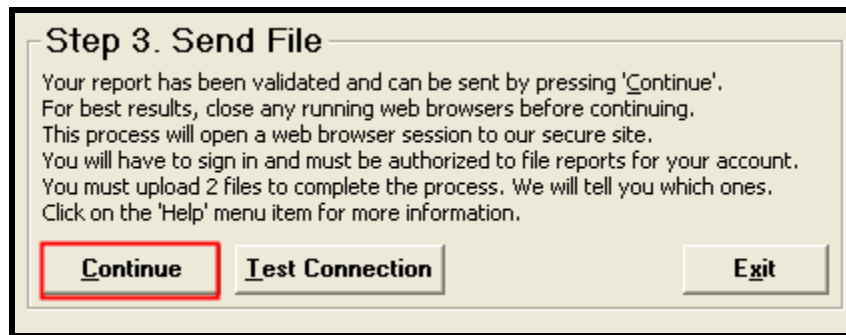 Step 3. Send File
Your report has been validated and can be sent by pressing 'Continue'.
For best results, close any running web browsers before continuing.
This process will open a web browser session to our secure site.
You will have to sign in and must be authorized to file reports for your account.
You must upload 2 files to complete the process. We will tell you which ones.
Click on the 'Help' menu item for more information.
Continue Test Connection Exit